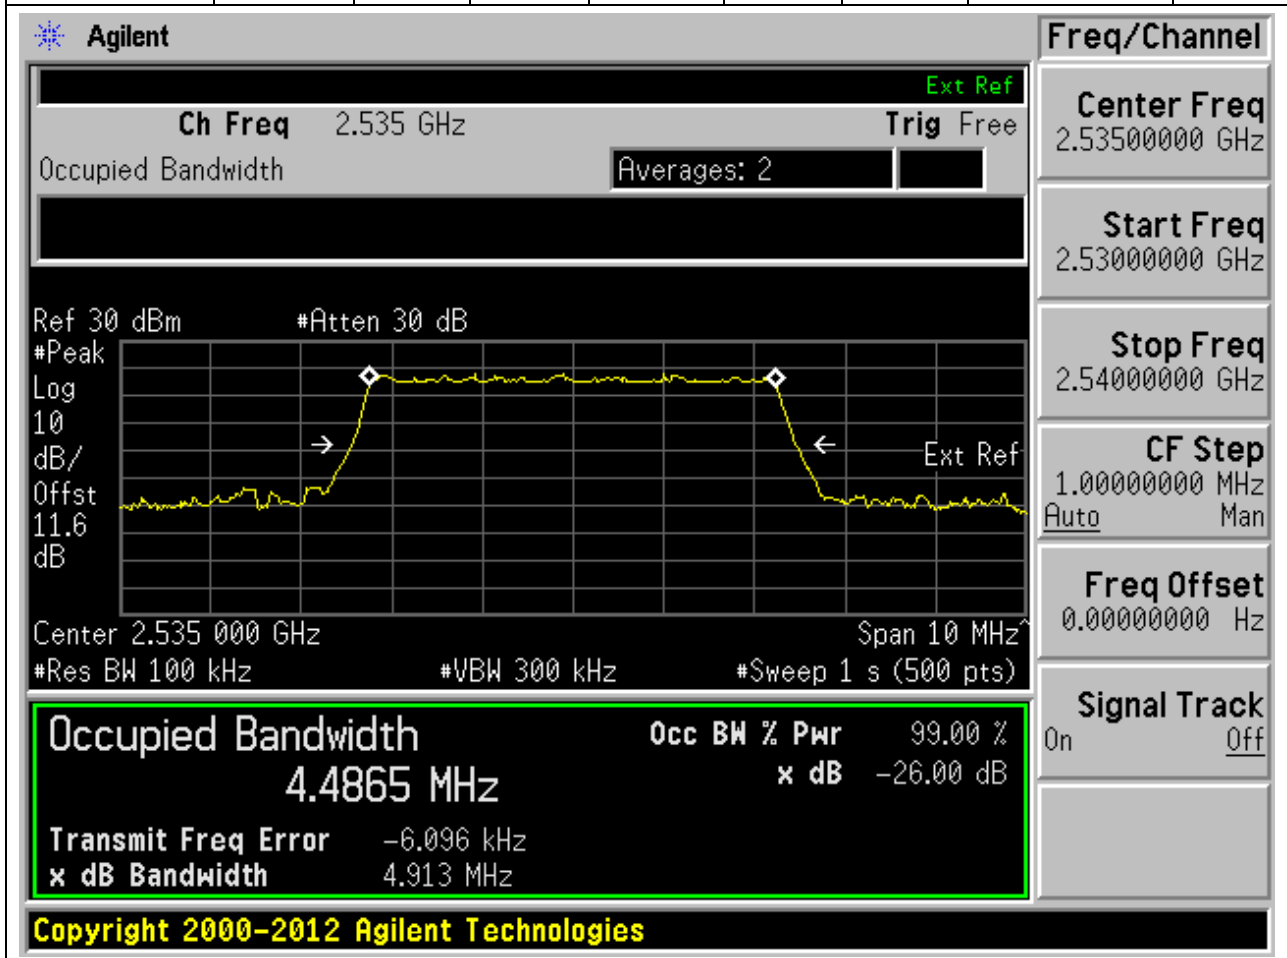 Agilent
Freq/Channel
Ext Ref
Ch Freq 2.535 GHz Trig Free
Occupied Bandwidth Averages: 2
Center Freq
2.53500000 GHz
Start Freq
2.53000000 GHz
Stop Freq
2.54000000 GHz
CF Step
1.00000000 MHz
Auto Man
Freq Offset
0.00000000 Hz
Signal Track
On Off
Ref 30 dBm #Atten 30 dB
#Peak
Log
10
dB/
Offst
11.6
dB
→ ← Ext Ref
Center 2.535 000 GHz Span 10 MHz^
#Res BW 100 kHz #VBW 300 kHz #Sweep 1 s (500 pts)
Occupied Bandwidth Occ BW % Pwr 99.00 %
4.4865 MHz x dB -26.00 dB
Transmit Freq Error -6.096 kHz
x dB Bandwidth 4.913 MHz
Copyright 2000-2012 Agilent Technologies